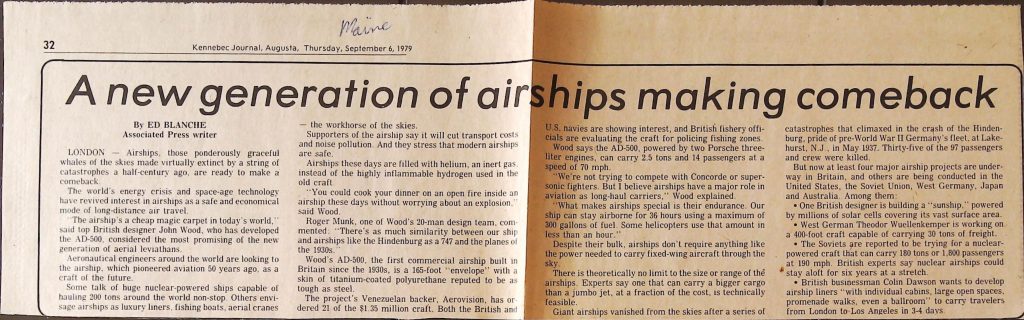 Maine
32
Kennebec Journal, Augusta, Thursday, September 6, 1979
A new generation of airships making comeback
By ED BLANCHE
Associated Press writer
LONDON — Airships, those ponderously graceful
whales of the skies made virtually extinct by a string of
catastrophes a half-century ago, are ready to make a
comeback.
The world's energy crisis and space-age technology
have revived interest in airships as a safe and economical
mode of long-distance air travel.
"The airship's a cheap magic carpet in today's world,"
said top British designer John Wood, who has developed
the AD-500, considered the most promising of the new
generation of aerial leviathans.
Aeronautical engineers around the world are looking to
the airship, which pioneered aviation 50 years ago, as a
craft of the future.
Some talk of huge nuclear-powered ships capable of
hauling 200 tons around the world non-stop. Others envi-
sage airships as luxury liners, fishing boats, aerial cranes
— the workhorse of the skies.
Supporters of the airship say it will cut transport costs
and noise pollution. And they stress that modern airships
are safe.
Airships these days are filled with helium, an inert gas,
instead of the highly inflammable hydrogen used in the
old craft.
"You could cook your dinner on an open fire inside an
airship these days without worrying about an explosion,"
said Wood.
Roger Munk, one of Wood's 20-man design team, com-
mented: "There's as much similarity between our ship
and airships like the Hindenburg as a 747 and the planes of
the 1930s."
Wood's AD-500, the first commercial airship built in
Britain since the 1930s, is a 165-foot "envelope" with a
skin of titanium-coated polyurethane reputed to be as
tough as steel.
The project's Venezuelan backer, Aerovision, has or-
dered 21 of the $1.35 million craft. Both the British and
U.S. navies are showing interest, and British fishery offi-
cials are evaluating the craft for policing fishing zones.
Wood says the AD-500, powered by two Porsche three-
liter engines, can carry 2.5 tons and 14 passengers at a
speed of 70 mph.
"We're not trying to compete with Concorde or super-
sonic fighters. But I believe airships have a major role in
aviation as long-haul carriers," Wood explained.
"What makes airships special is their endurance. Our
ship can stay airborne for 36 hours using a maximum of
300 gallons of fuel. Some helicopters use that amount in
less than an hour."
Despite their bulk, airships don't require anything like
the power needed to carry fixed-wing aircraft through the
sky.
There is theoretically no limit to the size or range of the
airships. Experts say one that can carry a bigger cargo
than a jumbo jet, at a fraction of the cost, is technically
feasible.
Giant airships vanished from the skies after a series of
catastrophes that climaxed in the crash of the Hinden-
burg, pride of pre-World War II Germany's fleet, at Lake-
hurst, N.J., in May 1937. Thirty-five of the 97 passengers
and crew were killed.
But now at least four major airship projects are under-
way in Britain, and others are being conducted in the
United States, the Soviet Union, West Germany, Japan
and Australia. Among them:
• One British designer is building a "sunship," powered
by millions of solar cells covering its vast surface area.
• West German Theodor Wuellenkemper is working on
a 400-foot craft capable of carrying 30 tons of freight.
• The Soviets are reported to be trying for a nuclear-
powered craft that can carry 180 tons or 1,800 passengers
at 190 mph. British experts say nuclear airships could
stay aloft for six years at a stretch.
• British businessman Colin Dawson wants to develop
airship liners "with individual cabins, large open spaces,
promenade walks, even a ballroom" to carry travelers
from London to Los Angeles in 3-4 days.